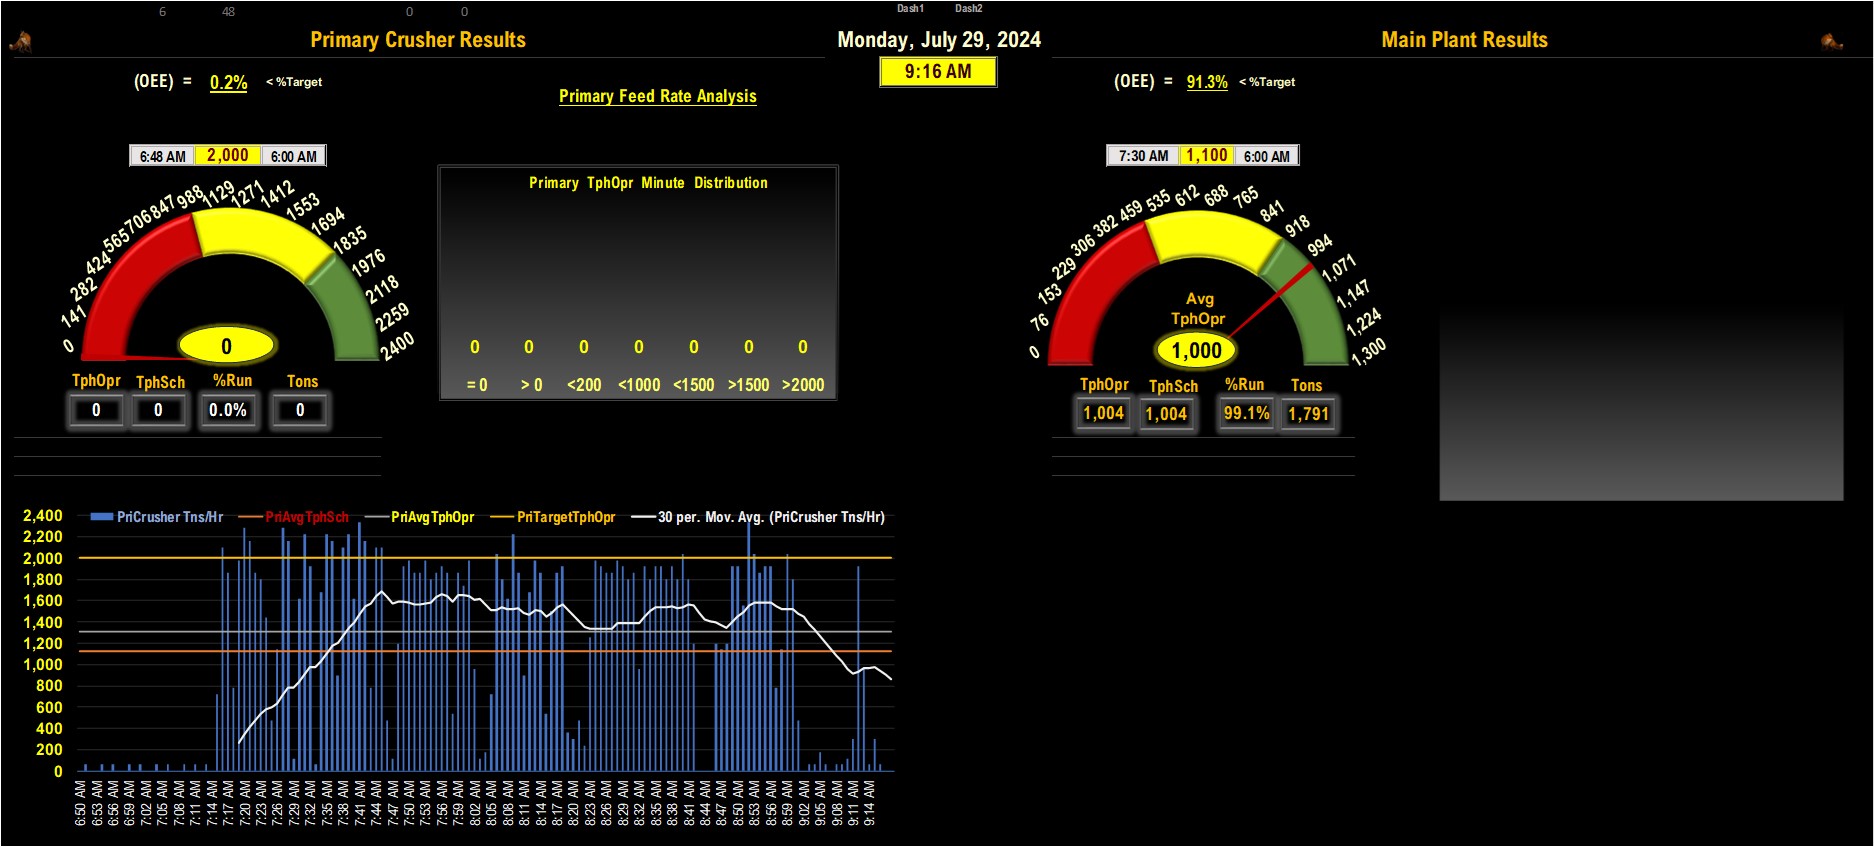 6 48 0 0 Dash1 Dash2
Primary Crusher Results
Monday, July 29, 2024
Main Plant Results
9:16 AM
(OEE) = 0.2% < %Target
Primary Feed Rate Analysis
(OEE) = 91.3% < %Target
6:48 AM 2,000 6:00 AM
0
141
282
424
565
706
847
988
1129
1271
1412
1553
1694
1835
1976
2118
2259
2400
0
TphOpr TphSch %Run Tons
0 0 0.0% 0
Primary TphOpr Minute Distribution
0 0 0 0 0 0 0
= 0 > 0 <200 <1000 <1500 >1500 >2000
7:30 AM 1,100 6:00 AM
0
76
153
229
306
382
459
535
612
688
765
841
918
994
1,071
1,147
1,224
1,300
Avg
TphOpr
1,000
TphOpr TphSch %Run Tons
1,004 1,004 99.1% 1,791
PriCrusher Tns/Hr PriAvgTphSch PriAvgTphOpr PriTargetTphOpr 30 per. Mov. Avg. (PriCrusher Tns/Hr)
2,400
2,200
2,000
1,800
1,600
1,400
1,200
1,000
800
600
400
200
0
6:50 AM
6:53 AM
6:56 AM
6:59 AM
7:02 AM
7:05 AM
7:08 AM
7:11 AM
7:14 AM
7:17 AM
7:20 AM
7:23 AM
7:26 AM
7:29 AM
7:32 AM
7:35 AM
7:38 AM
7:41 AM
7:44 AM
7:47 AM
7:50 AM
7:53 AM
7:56 AM
7:59 AM
8:02 AM
8:05 AM
8:08 AM
8:11 AM
8:14 AM
8:17 AM
8:20 AM
8:23 AM
8:26 AM
8:29 AM
8:32 AM
8:35 AM
8:38 AM
8:41 AM
8:44 AM
8:47 AM
8:50 AM
8:53 AM
8:56 AM
8:59 AM
9:02 AM
9:05 AM
9:08 AM
9:11 AM
9:14 AM